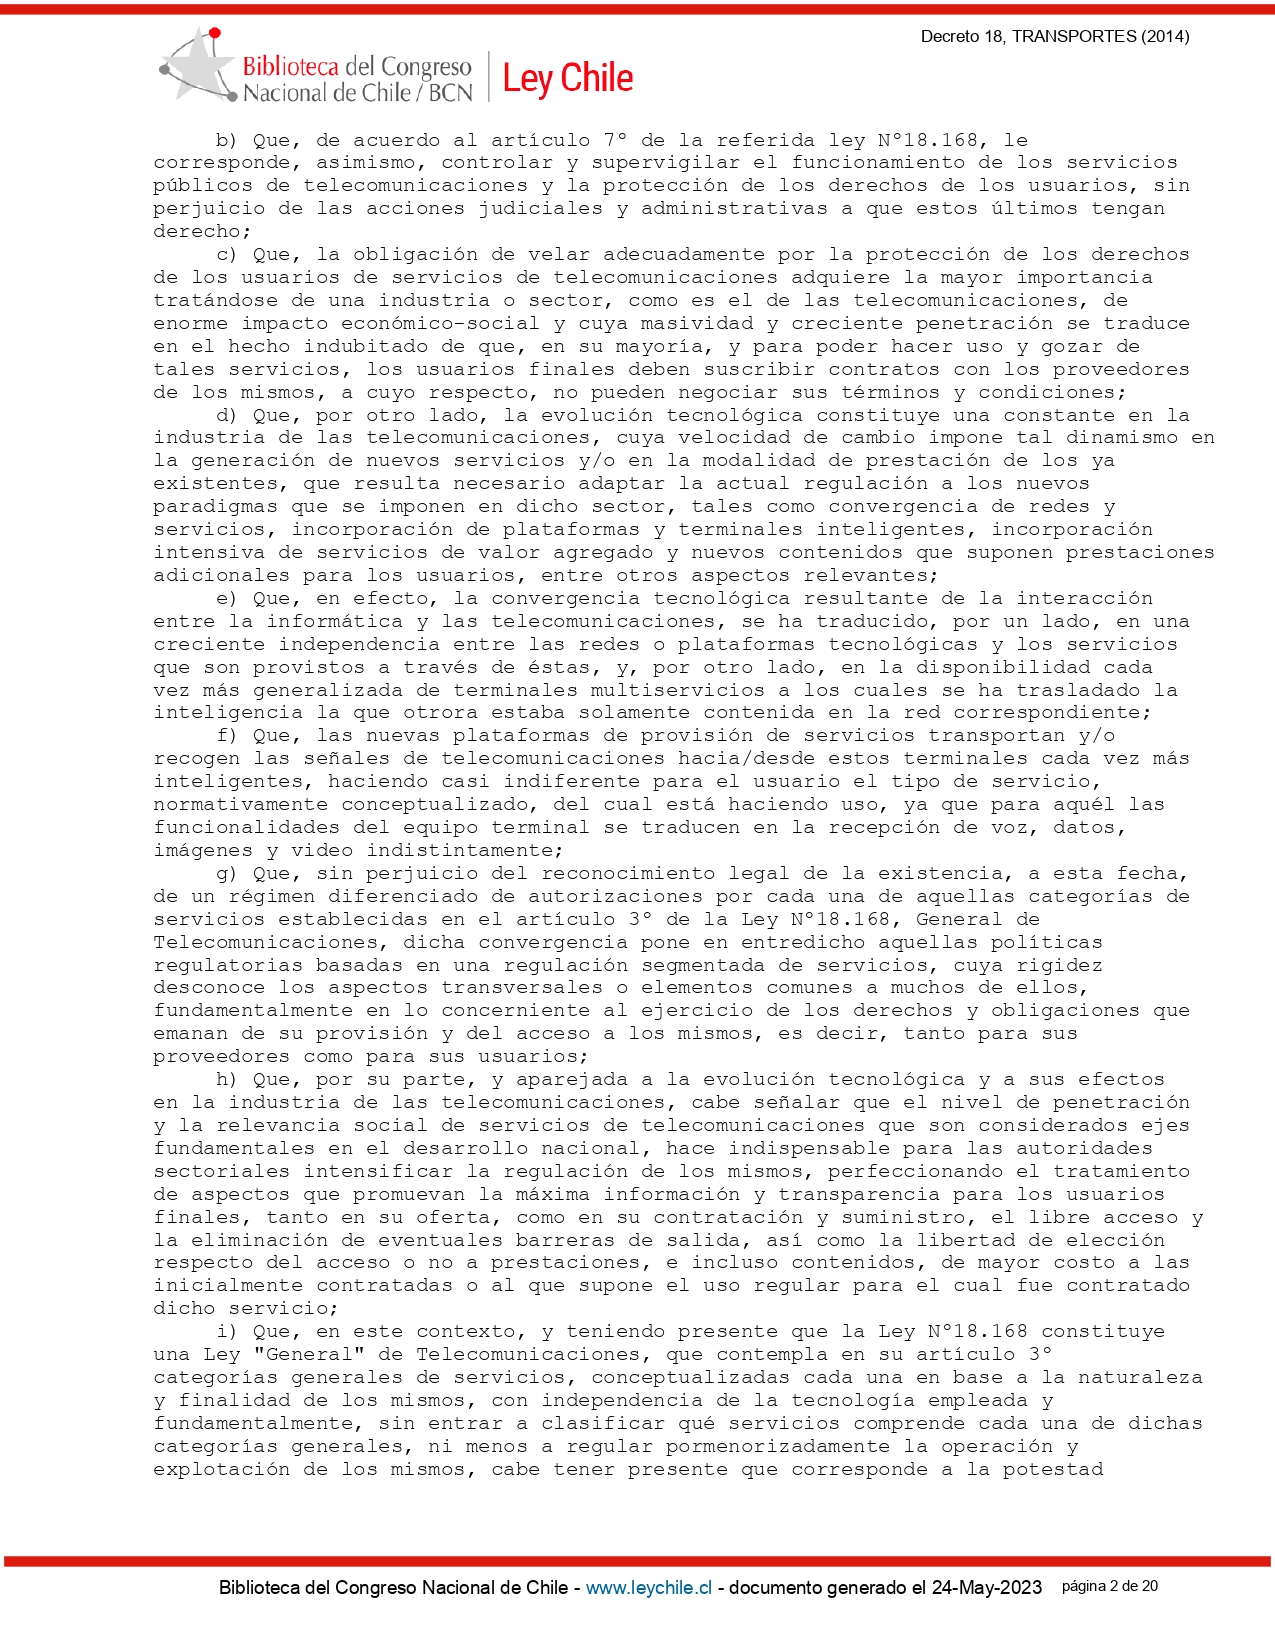 Decreto 18, TRANSPORTES (2014)
Biblioteca del Congreso
Nacional de Chile / BCN
Ley Chile
b) Que, de acuerdo al artículo 7º de la referida ley Nº18.168, le
corresponde, asimismo, controlar y supervigilar el funcionamiento de los servicios
públicos de telecomunicaciones y la protección de los derechos de los usuarios, sin
perjuicio de las acciones judiciales y administrativas a que estos últimos tengan
derecho;
c) Que, la obligación de velar adecuadamente por la protección de los derechos
de los usuarios de servicios de telecomunicaciones adquiere la mayor importancia
tratándose de una industria o sector, como es el de las telecomunicaciones, de
enorme impacto económico-social y cuya masividad y creciente penetración se traduce
en el hecho indubitado de que, en su mayoría, y para poder hacer uso y gozar de
tales servicios, los usuarios finales deben suscribir contratos con los proveedores
de los mismos, a cuyo respecto, no pueden negociar sus términos y condiciones;
d) Que, por otro lado, la evolución tecnológica constituye una constante en la
industria de las telecomunicaciones, cuya velocidad de cambio impone tal dinamismo en
la generación de nuevos servicios y/o en la modalidad de prestación de los ya
existentes, que resulta necesario adaptar la actual regulación a los nuevos
paradigmas que se imponen en dicho sector, tales como convergencia de redes y
servicios, incorporación de plataformas y terminales inteligentes, incorporación
intensiva de servicios de valor agregado y nuevos contenidos que suponen prestaciones
adicionales para los usuarios, entre otros aspectos relevantes;
e) Que, en efecto, la convergencia tecnológica resultante de la interacción
entre la informática y las telecomunicaciones, se ha traducido, por un lado, en una
creciente independencia entre las redes o plataformas tecnológicas y los servicios
que son provistos a través de éstas, y, por otro lado, en la disponibilidad cada
vez más generalizada de terminales multiservicios a los cuales se ha trasladado la
inteligencia la que otrora estaba solamente contenida en la red correspondiente;
f) Que, las nuevas plataformas de provisión de servicios transportan y/o
recogen las señales de telecomunicaciones hacia/desde estos terminales cada vez más
inteligentes, haciendo casi indiferente para el usuario el tipo de servicio,
normativamente conceptualizado, del cual está haciendo uso, ya que para aquél las
funcionalidades del equipo terminal se traducen en la recepción de voz, datos,
imágenes y video indistintamente;
g) Que, sin perjuicio del reconocimiento legal de la existencia, a esta fecha,
de un régimen diferenciado de autorizaciones por cada una de aquellas categorías de
servicios establecidas en el artículo 3º de la Ley Nº18.168, General de
Telecomunicaciones, dicha convergencia pone en entredicho aquellas políticas
regulatorias basadas en una regulación segmentada de servicios, cuya rigidez
desconoce los aspectos transversales o elementos comunes a muchos de ellos,
fundamentalmente en lo concerniente al ejercicio de los derechos y obligaciones que
emanan de su provisión y del acceso a los mismos, es decir, tanto para sus
proveedores como para sus usuarios;
h) Que, por su parte, y aparejada a la evolución tecnológica y a sus efectos
en la industria de las telecomunicaciones, cabe señalar que el nivel de penetración
y la relevancia social de servicios de telecomunicaciones que son considerados ejes
fundamentales en el desarrollo nacional, hace indispensable para las autoridades
sectoriales intensificar la regulación de los mismos, perfeccionando el tratamiento
de aspectos que promuevan la máxima información y transparencia para los usuarios
finales, tanto en su oferta, como en su contratación y suministro, el libre acceso y
la eliminación de eventuales barreras de salida, así como la libertad de elección
respecto del acceso o no a prestaciones, e incluso contenidos, de mayor costo a las
inicialmente contratadas o al que supone el uso regular para el cual fue contratado
dicho servicio;
i) Que, en este contexto, y teniendo presente que la Ley Nº18.168 constituye
una Ley "General" de Telecomunicaciones, que contempla en su artículo 3º
categorías generales de servicios, conceptualizadas cada una en base a la naturaleza
y finalidad de los mismos, con independencia de la tecnología empleada y
fundamentalmente, sin entrar a clasificar qué servicios comprende cada una de dichas
categorías generales, ni menos a regular pormenorizadamente la operación y
explotación de los mismos, cabe tener presente que corresponde a la potestad
Biblioteca del Congreso Nacional de Chile - www.leychile.cl - documento generado el 24-May-2023 página 2 de 20